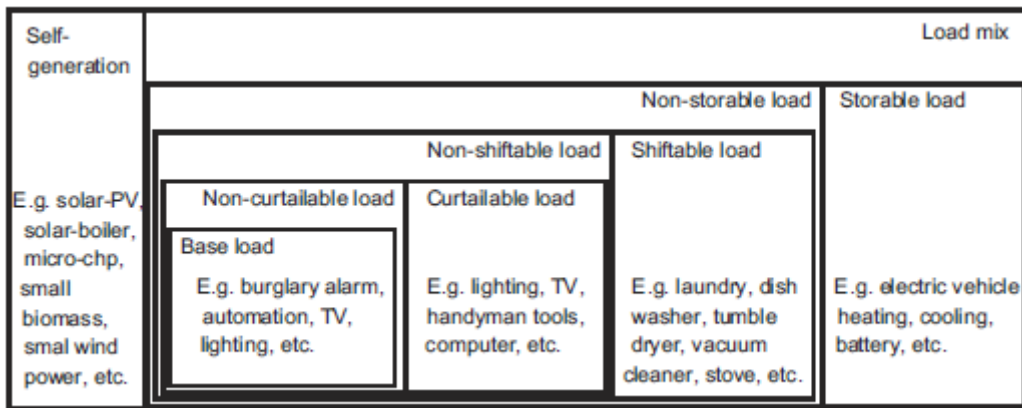 Self-
generation
Load mix
Non-storable load
Storable load
Non-shiftable load
Shiftable load
Non-curtailable load
Curtailable load
Base load
E.g. solar-PV,
solar-boiler,
micro-chp,
small
biomass,
smal wind
power, etc.
E.g. burglary alarm,
automation, TV,
lighting, etc.
E.g. lighting, TV,
handyman tools,
computer, etc.
E.g. laundry, dish
washer, tumble
dryer, vacuum
cleaner, stove, etc.
E.g. electric vehicle
heating, cooling,
battery, etc.